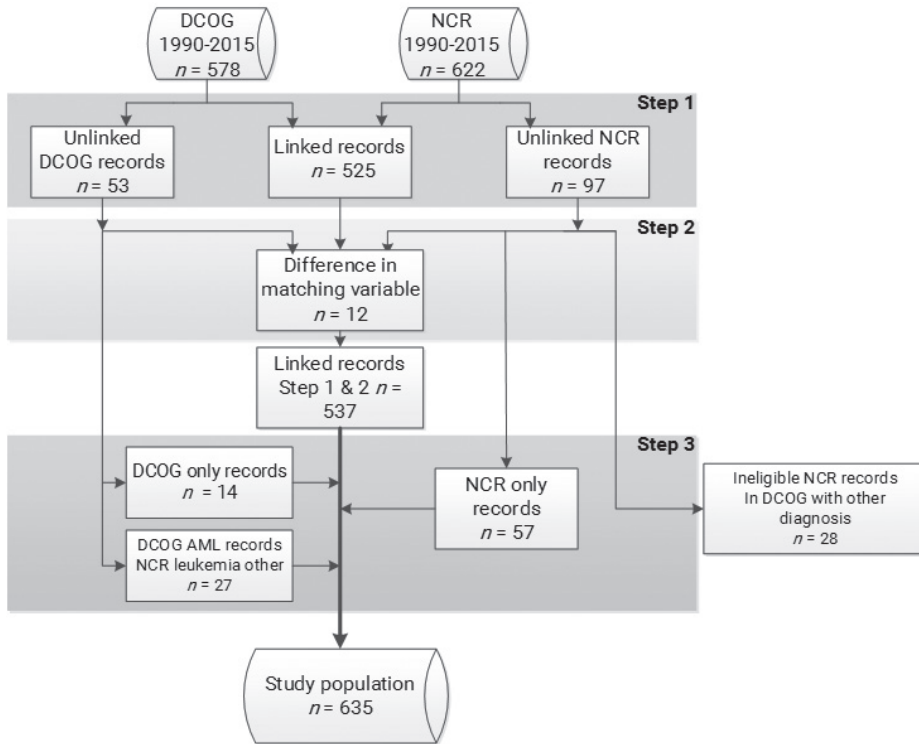 DCOG
1990-2015
n = 578
NCR
1990-2015
n = 622
Step 1
Unlinked
DCOG records
n = 53
Linked records
n = 525
Unlinked NCR
records
n = 97
Step 2
Difference in
matching variable
n = 12
Linked records
Step 1 & 2 n =
537
Step 3
DCOG only records
n = 14
NCR only
records
n = 57
Ineligible NCR records
In DCOG with other
diagnosis
n = 28
DCOG AML records
NCR leukemia other
n = 27
Study population
n = 635